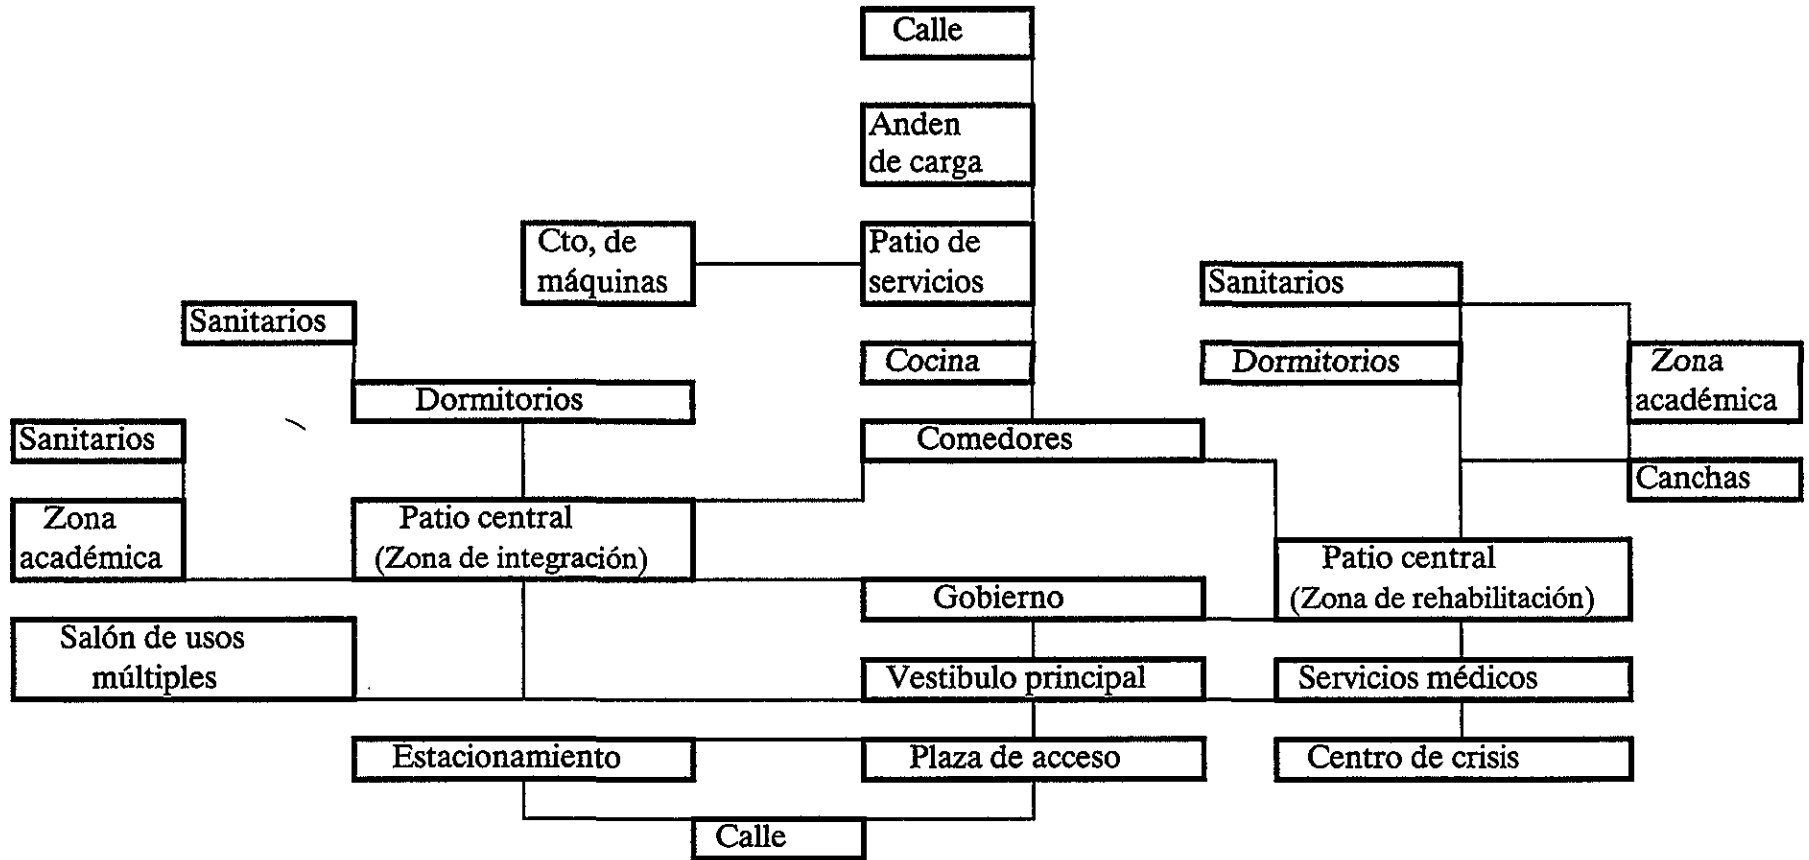 Calle
Anden
de carga
Cto, de
máquinas
Patio de
servicios
Sanitarios
Sanitarios
Cocina
Dormitorios
Zona
académica
Dormitorios
Sanitarios
Comedores
Canchas
Zona
académica
Patio central
(Zona de integración)
Patio central
(Zona de rehabilitación)
Gobierno
Salón de usos
múltiples
Vestibulo principal
Servicios médicos
Estacionamiento
Plaza de acceso
Centro de crisis
Calle